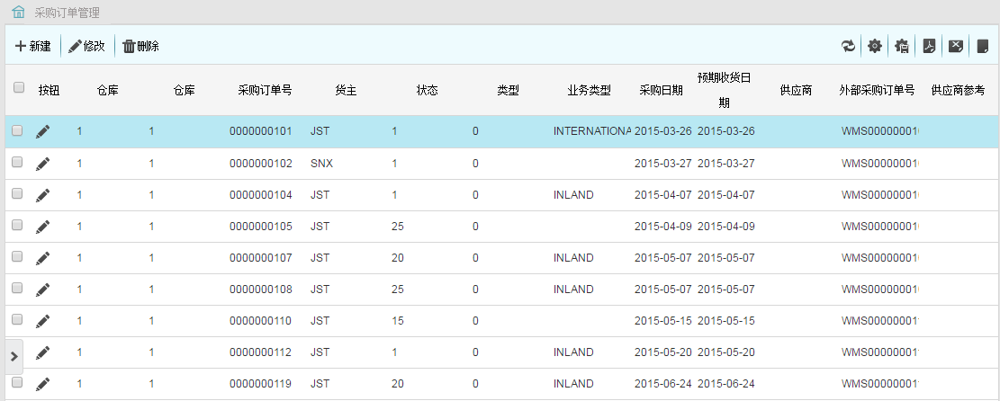 采购订单管理
新建 修改 删除
按钮 仓库 仓库 采购订单号 货主 状态 类型 业务类型 采购日期 预期收货日期 供应商 外部采购订单号 供应商参考
1 1 0000000101 JST 1 0 INTERNATIONA 2015-03-26 2015-03-26 WMS00000001
1 1 0000000102 SNX 1 0 2015-03-27 2015-03-27 WMS00000001
1 1 0000000104 JST 1 0 INLAND 2015-04-07 2015-04-07 WMS00000001
1 1 0000000105 JST 25 0 2015-04-09 2015-04-09 WMS00000001
1 1 0000000107 JST 20 0 INLAND 2015-05-07 2015-05-07 WMS00000001
1 1 0000000108 JST 25 0 INLAND 2015-05-07 2015-05-07 WMS00000001
1 1 0000000110 JST 15 0 2015-05-15 2015-05-15 WMS00000001
1 1 0000000112 JST 1 0 INLAND 2015-05-20 2015-05-20 WMS00000001
1 1 0000000119 JST 20 0 INLAND 2015-06-24 2015-06-24 WMS00000001